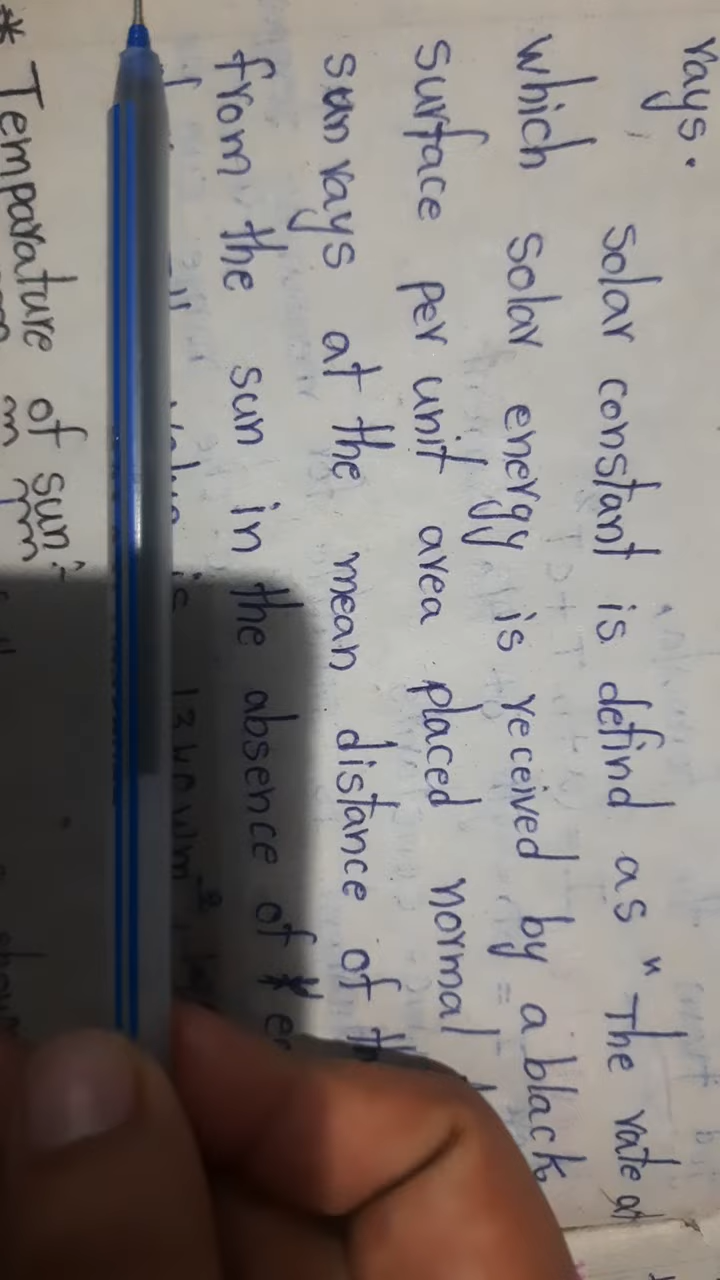 rays.
Solar constant is defind as " The rate at
which solar energy is received by a black
surface per unit area placed normal
sun rays at the mean distance of
from the sun in the absence of
is
* Temparature of sun:-